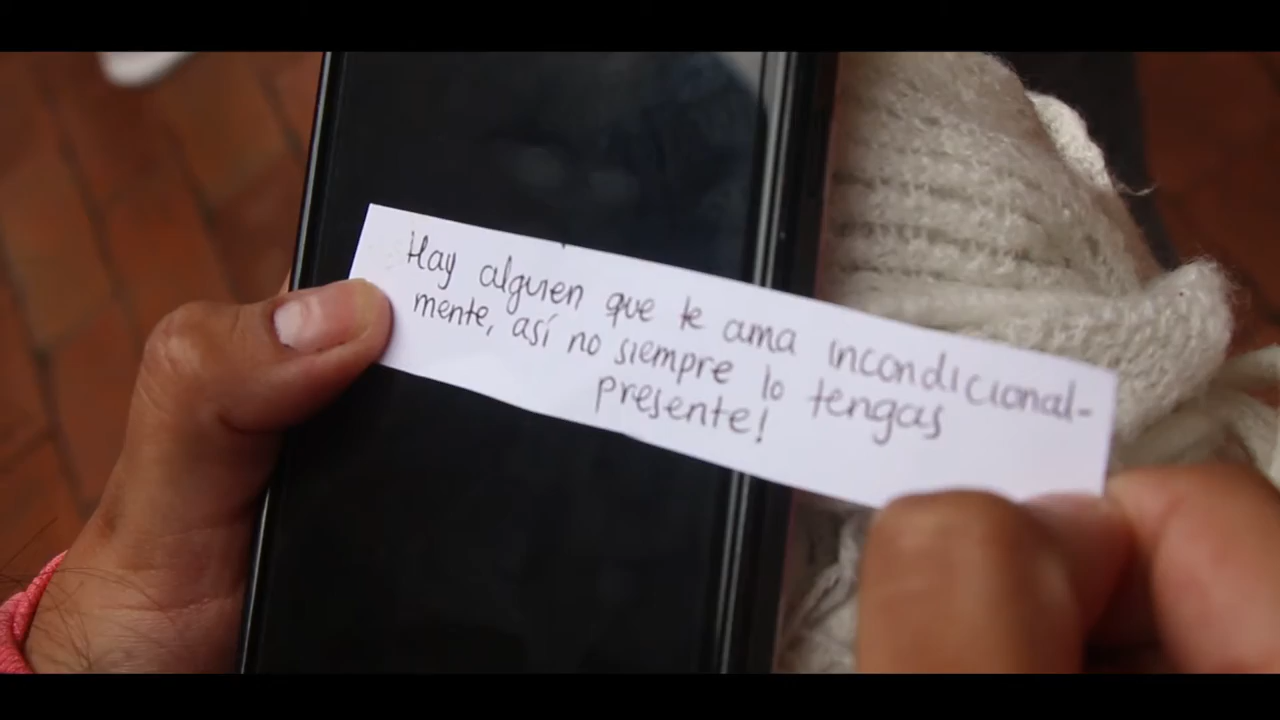 Hay alguien que te ama incondicional-
mente, así no siempre lo tengas
presente!